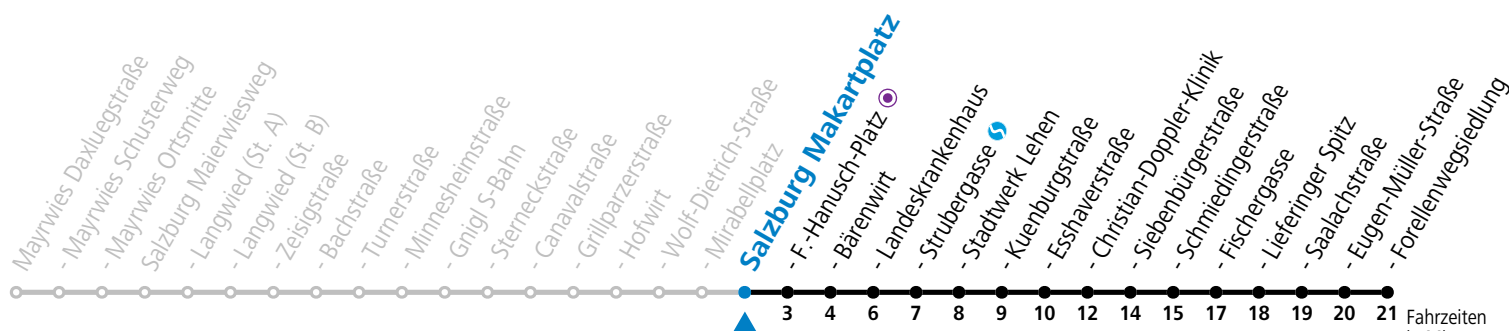 Mayrwies Daxluegstraße
- Mayrwies Schusterweg
- Mayrwies Ortsmitte
Salzburg Maierwiesweg
- Langwied (St. A)
- Langwied (St. B)
- Zeisigstraße
- Bachstraße
- Turnerstraße
- Minnesheimstraße
- Gnigl S-Bahn
- Sterneckstraße
- Canavalstraße
- Grillparzerstraße
- Hofwirt
- Wolf-Dietrich-Straße
- Mirabellplatz
Salzburg Makartplatz
- F.-Hanusch-Platz
- Bärenwirt
- Landeskrankenhaus
- Strubergasse
- Stadtwerk Lehen
- Kuenburgstraße
- Esshaverstraße
- Christian-Doppler-Klinik
- Siebenbürgerstraße
- Schmiedingerstraße
- Fischergasse
- Lieferinger Spitz
- Saalachstraße
- Eugen-Müller-Straße
- Forellenwegsiedlung
3 4 6 7 8 9 10 12 14 15 17 18 19 20 21
Fahrzeiten